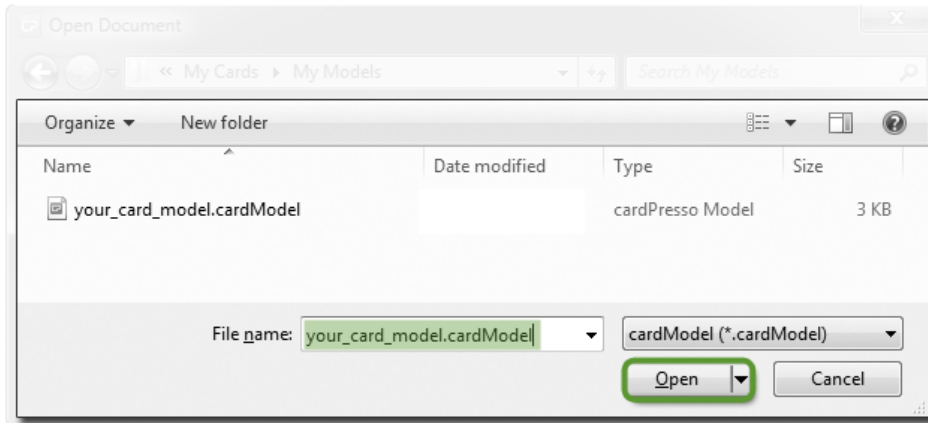 Open Document
« My Cards ▸ My Models
Search My Models
Organize
New folder
Name
Date modified
Type
Size
your_card_model.cardModel
cardPresso Model
3 KB
File name: your_card_model.cardModel
cardModel (*.cardModel)
Open
Cancel